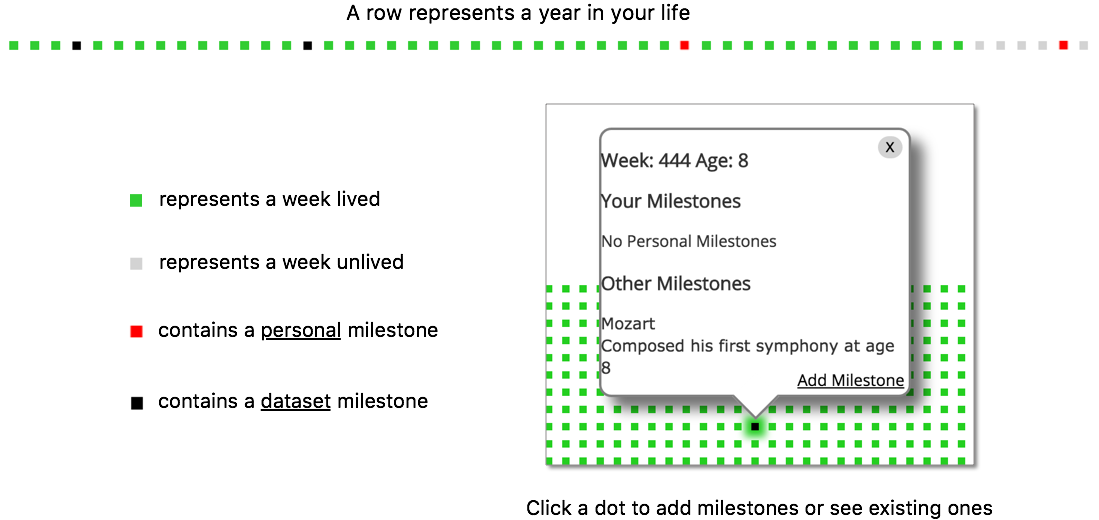 A row represents a year in your life
represents a week lived
represents a week unlived
contains a personal milestone
contains a dataset milestone
X
Week: 444 Age: 8
Your Milestones
No Personal Milestones
Other Milestones
Mozart
Composed his first symphony at age
8
Add Milestone
Click a dot to add milestones or see existing ones